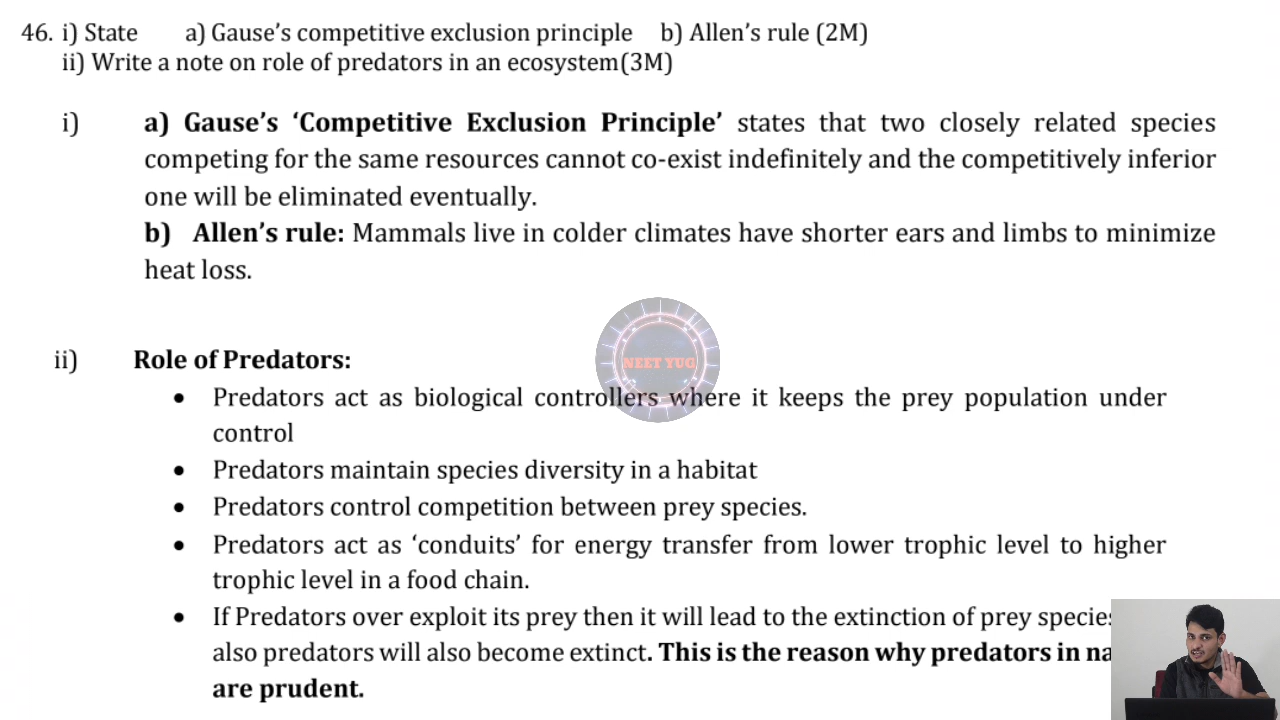 46. i) State a) Gause’s competitive exclusion principle b) Allen’s rule (2M)
ii) Write a note on role of predators in an ecosystem(3M)
i) a) Gause’s ‘Competitive Exclusion Principle’ states that two closely related species
competing for the same resources cannot co-exist indefinitely and the competitively inferior
one will be eliminated eventually.
b) Allen’s rule: Mammals live in colder climates have shorter ears and limbs to minimize
heat loss.
NEET YUG
ii) Role of Predators:
• Predators act as biological controllers where it keeps the prey population under
control
• Predators maintain species diversity in a habitat
• Predators control competition between prey species.
• Predators act as ‘conduits’ for energy transfer from lower trophic level to higher
trophic level in a food chain.
• If Predators over exploit its prey then it will lead to the extinction of prey
also predators will also become extinct. This is the reason why predators in
are prudent.